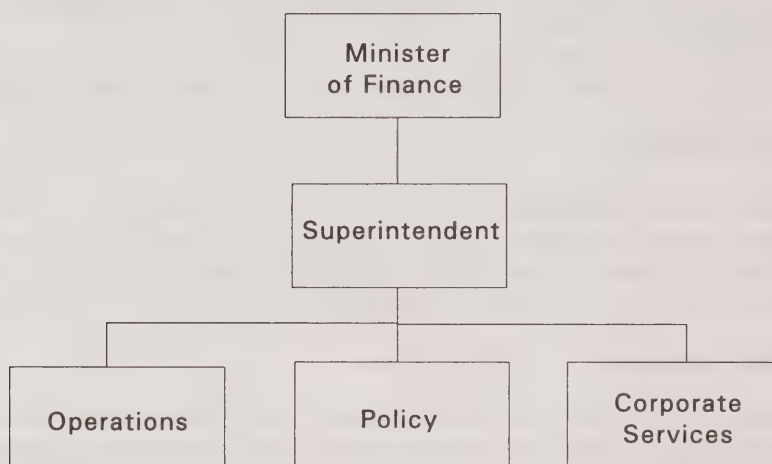 Minister
of Finance
Superintendent
Operations
Policy
Corporate
Services